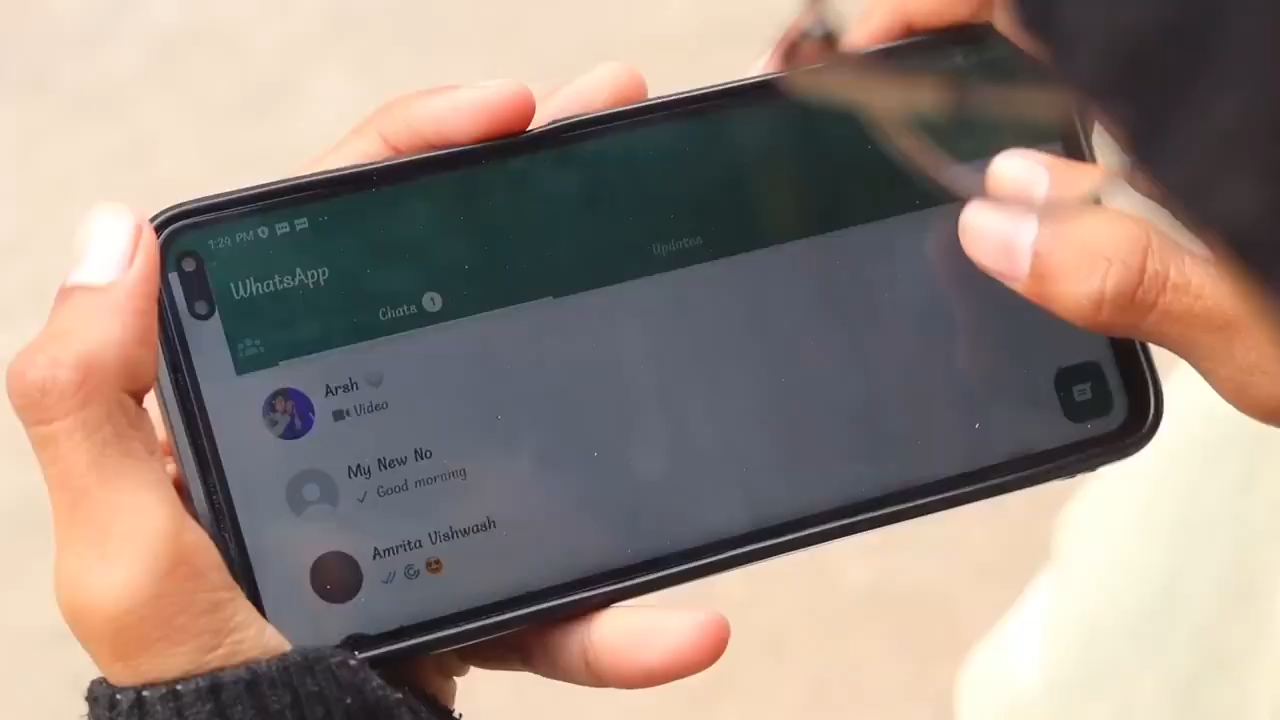 1:29 PM
WhatsApp
Chats 1
Updates
Arsh
Video
My New No
Good morning
Amrita Vishwash